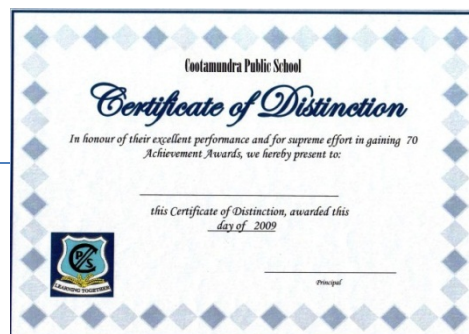 Cootamundra Public School
Certificate of Distinction
In honour of their excellent performance and for supreme effort in gaining 70
Achievement Awards, we hereby present to:
this Certificate of Distinction, awarded this
day of 2009
CPS
LEARNING TOGETHER
Principal